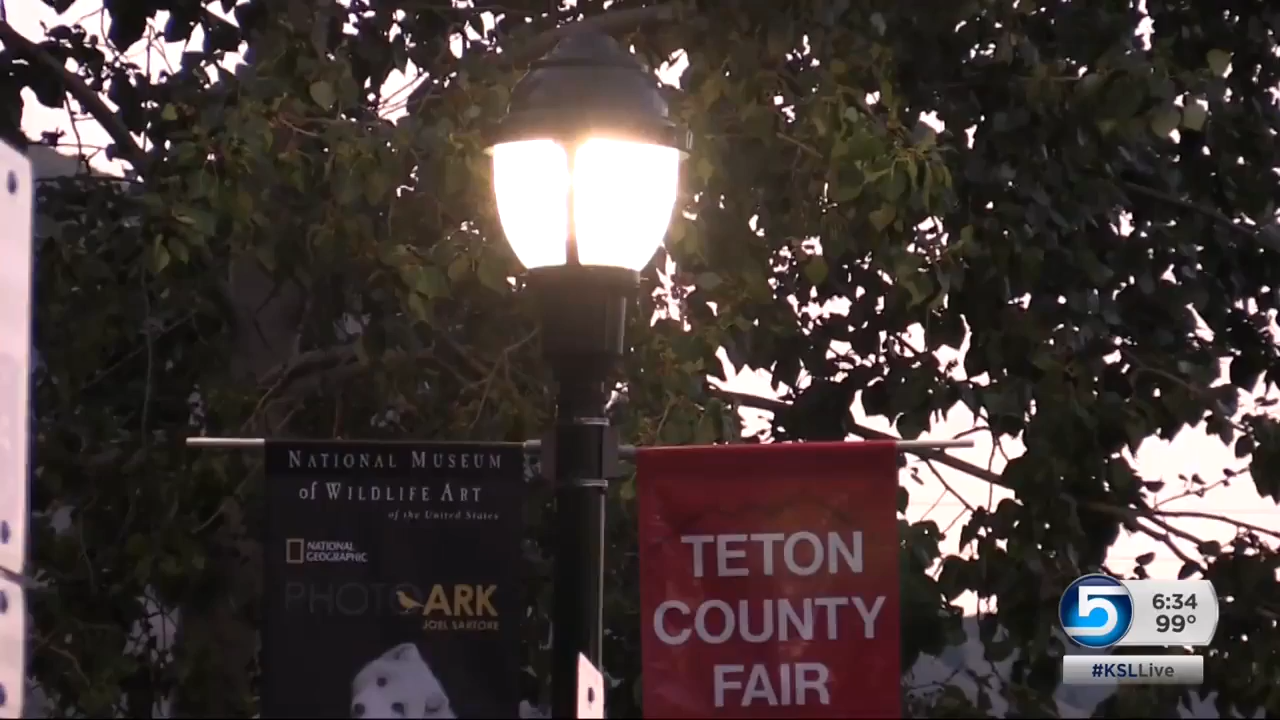 NATIONAL MUSEUM
of WILDLIFE ART
of the United States
NATIONAL
GEOGRAPHIC
PHOTO ARK
JOEL SARTORE
TETON
COUNTY
FAIR
5
6:34
99°
#KSLLive